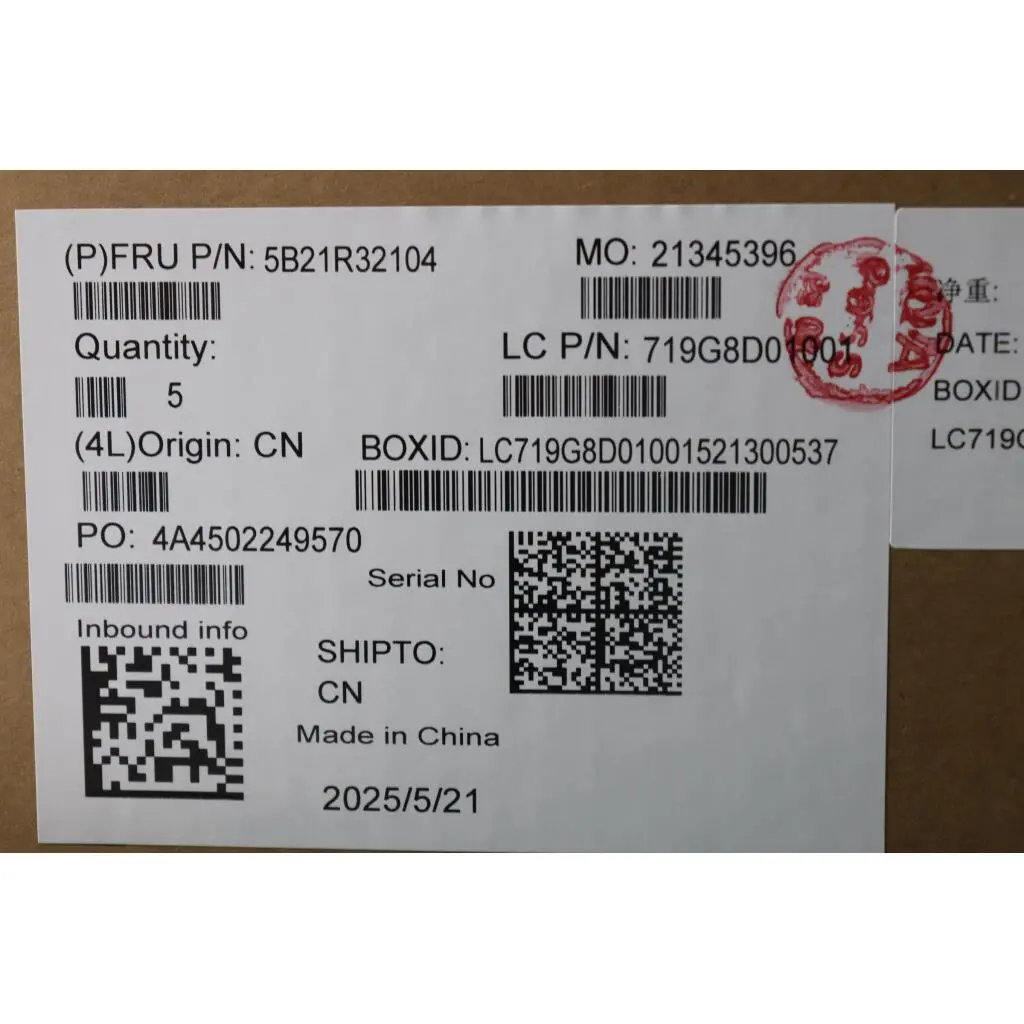 (P)FRU P/N: 5B21R32104
MO: 21345396
Quantity:
5
LC P/N: 719G8D01001
(4L)Origin: CN
BOXID: LC719G8D01001521300537
PO: 4A4502249570
Serial No
Inbound info
SHIPTO:
CN
Made in China
2025/5/21
净重:
DATE:
BOXID
LC719G